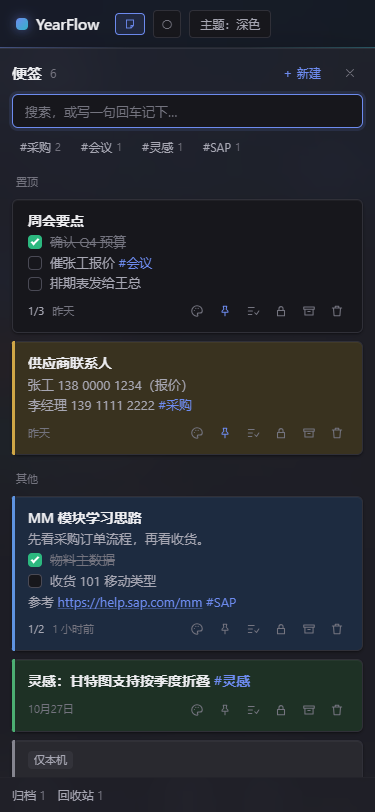 YearFlow
主题：深色
便签 6
+ 新建
搜索，或写一句回车记下...
#采购 2 #会议 1 #灵感 1 #SAP 1
置顶
周会要点
确认 Q4 预算
催张工报价 #会议
排期表发给王总
1/3 昨天
供应商联系人
张工 138 0000 1234（报价）
李经理 139 1111 2222 #采购
昨天
其他
MM 模块学习思路
先看采购订单流程，再看收货。
物料主数据
收货 101 移动类型
参考 https://help.sap.com/mm #SAP
1/2 1 小时前
灵感：甘特图支持按季度折叠 #灵感
10月27日
仅本机
归档 1 回收站 1